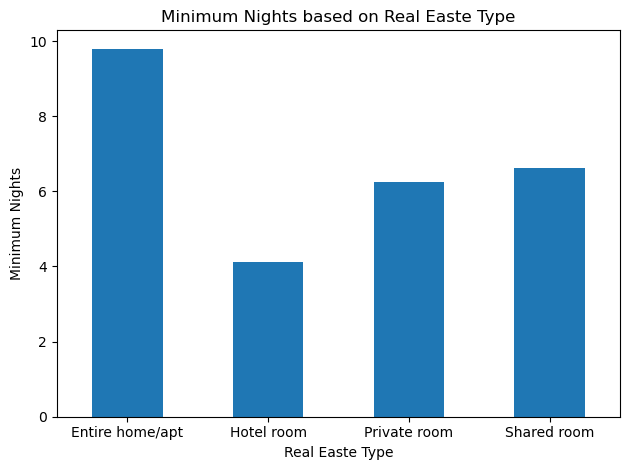 Minimum Nights based on Real Easte Type
Minimum Nights
10
8
6
4
2
0
Entire home/apt Hotel room Private room Shared room
Real Easte Type